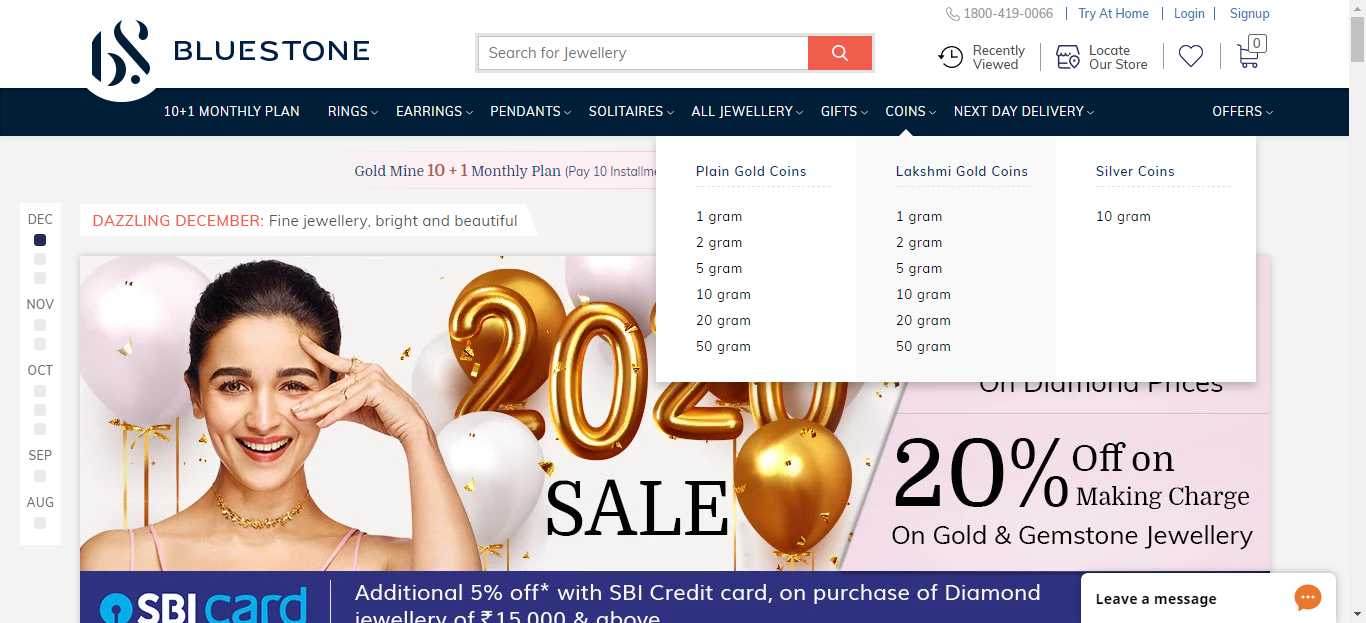 1800-419-0066 | Try At Home | Login | Signup
BLUESTONE
Search for Jewellery
Recently
Viewed
Locate
Our Store
0
10+1 MONTHLY PLAN RINGS EARRINGS PENDANTS SOLITAIRES ALL JEWELLERY GIFTS COINS NEXT DAY DELIVERY OFFERS
Gold Mine 10 + 1 Monthly Plan (Pay 10 Installme
Plain Gold Coins
1 gram
2 gram
5 gram
10 gram
20 gram
50 gram
Lakshmi Gold Coins
1 gram
2 gram
5 gram
10 gram
20 gram
50 gram
Silver Coins
10 gram
DEC
NOV
OCT
SEP
AUG
DAZZLING DECEMBER: Fine jewellery, bright and beautiful
2020
SALE
On Diamond Prices
20% Off on
Making Charge
On Gold & Gemstone Jewellery
SBI card
Additional 5% off* with SBI Credit card, on purchase of Diamond
jewellery of ₹15,000 & above
Leave a message